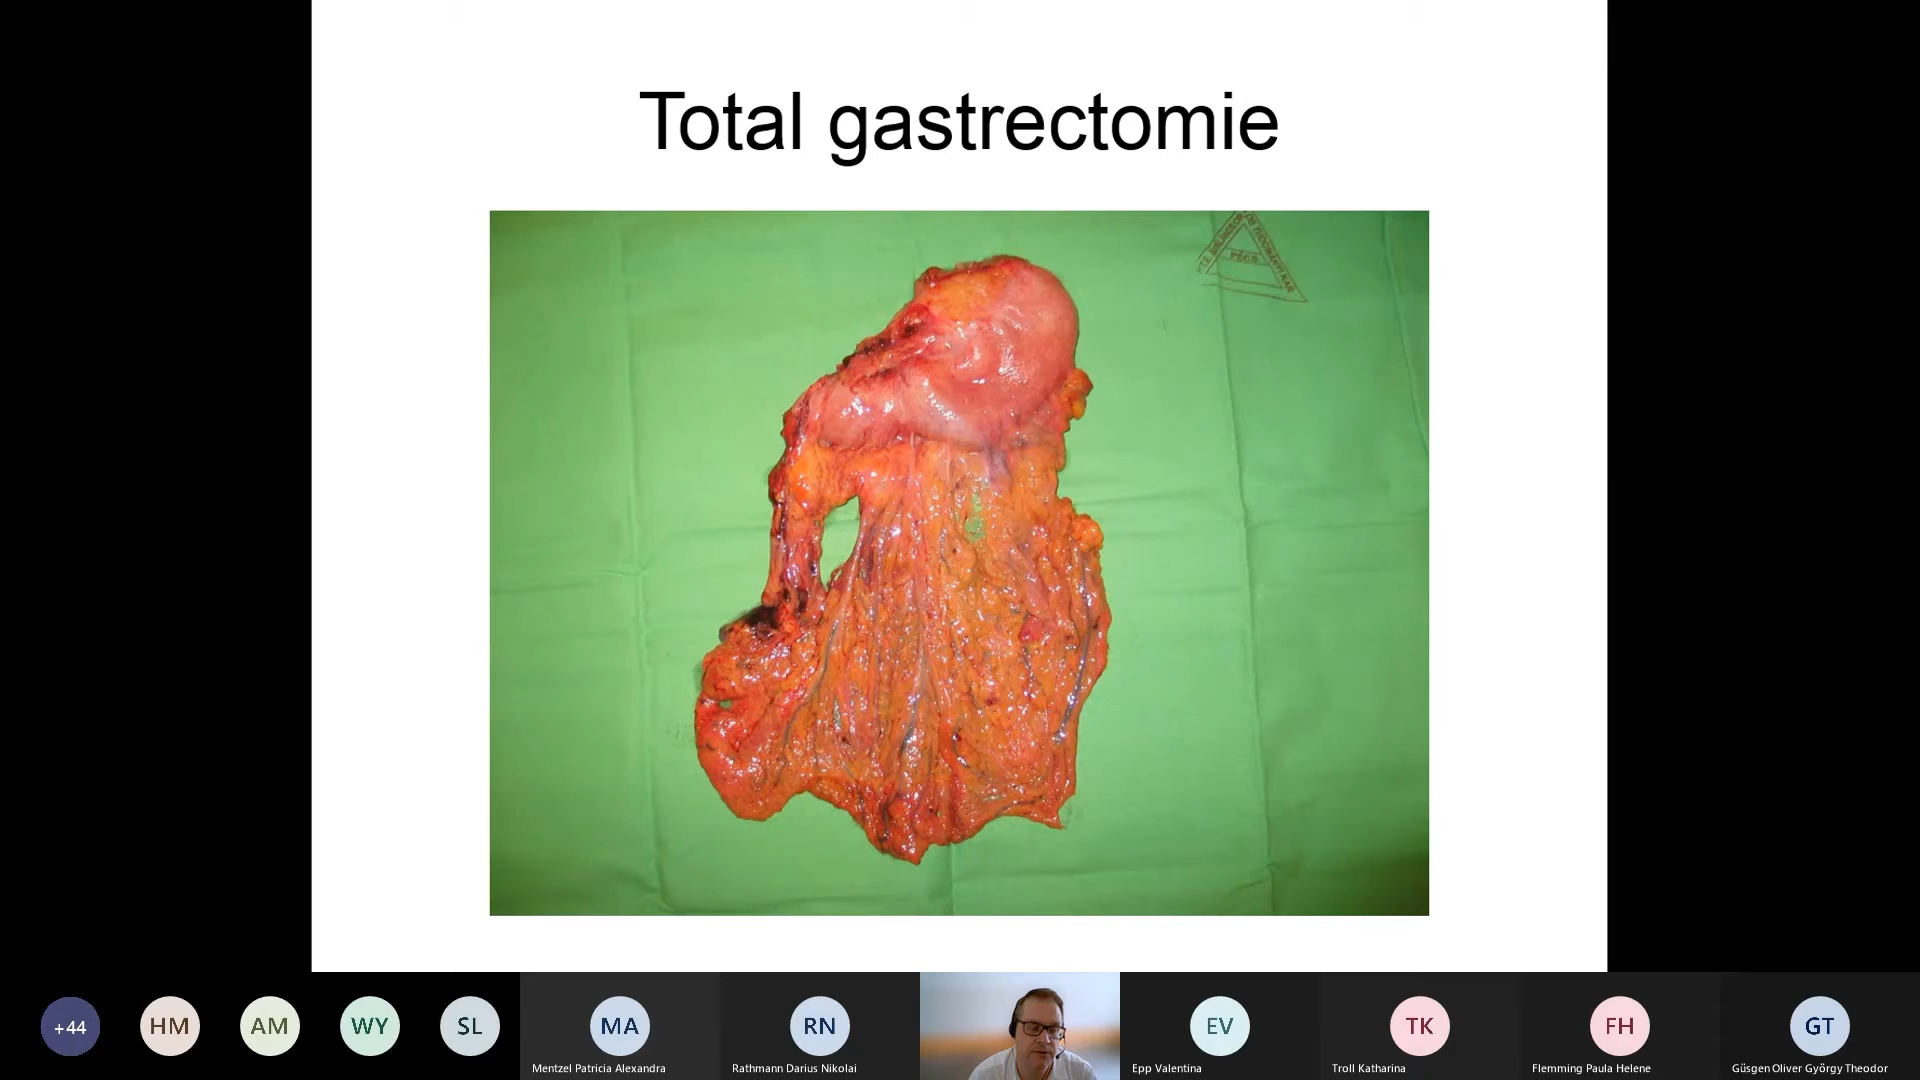 Total gastrectomie
PÉCS
+44
HM
AM
WY
SL
MA
RN
EV
TK
FH
GT
Mentzel Patricia Alexandra
Rathmann Darius Nikolai
Epp Valentina
Troll Katharina
Flemming Paula Helene
Güsgen Oliver György Theodor